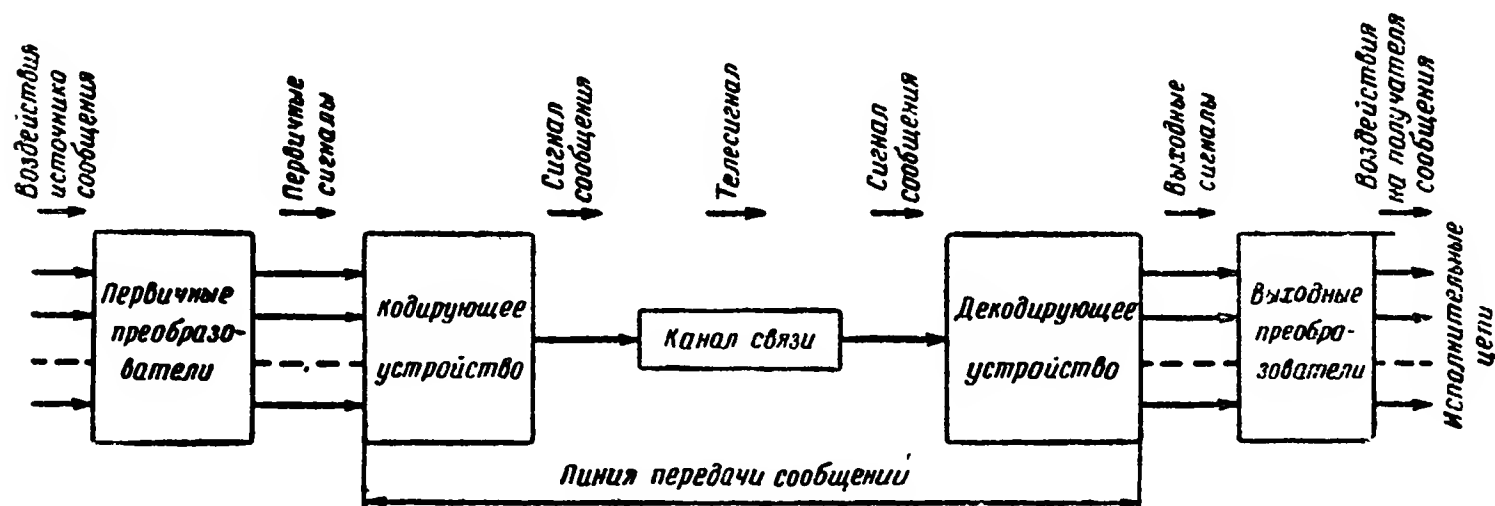 Воздействия
источника
сообщения
Первичные
сигналы
Сигнал
сообщения
Телесигнал
Сигнал
сообщения
Выходные
сигналы
Воздействия
на получателя
сообщения
Первичные
преобразо-
ватели
кодирующее
устройство
Канал связи
Декодирующее
устройство
Выходные
преобра-
зователи
Исполнительные
цепи
Линия передачи сообщений